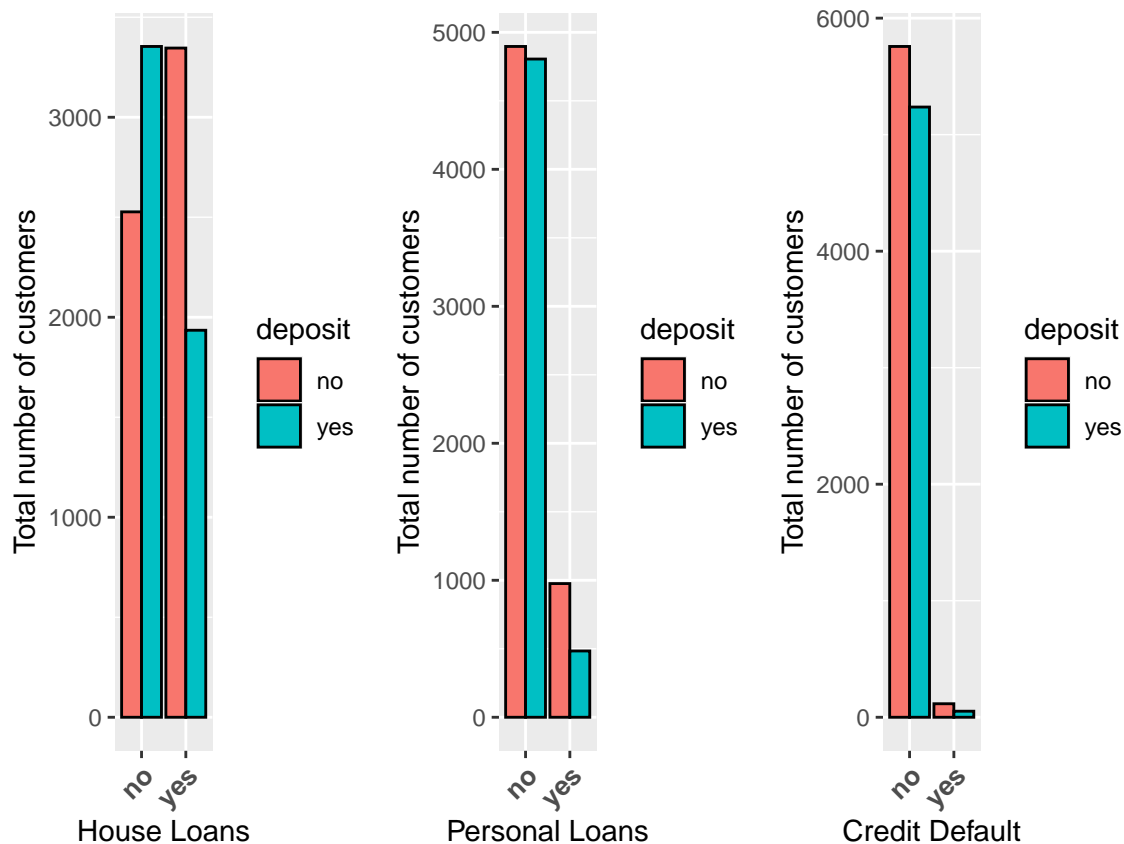 Total number of customers
3000
2000
1000
0
no
yes
House Loans
deposit
no
yes
Total number of customers
5000
4000
3000
2000
1000
0
no
yes
Personal Loans
deposit
no
yes
Total number of customers
6000
4000
2000
0
no
yes
Credit Default
deposit
no
yes